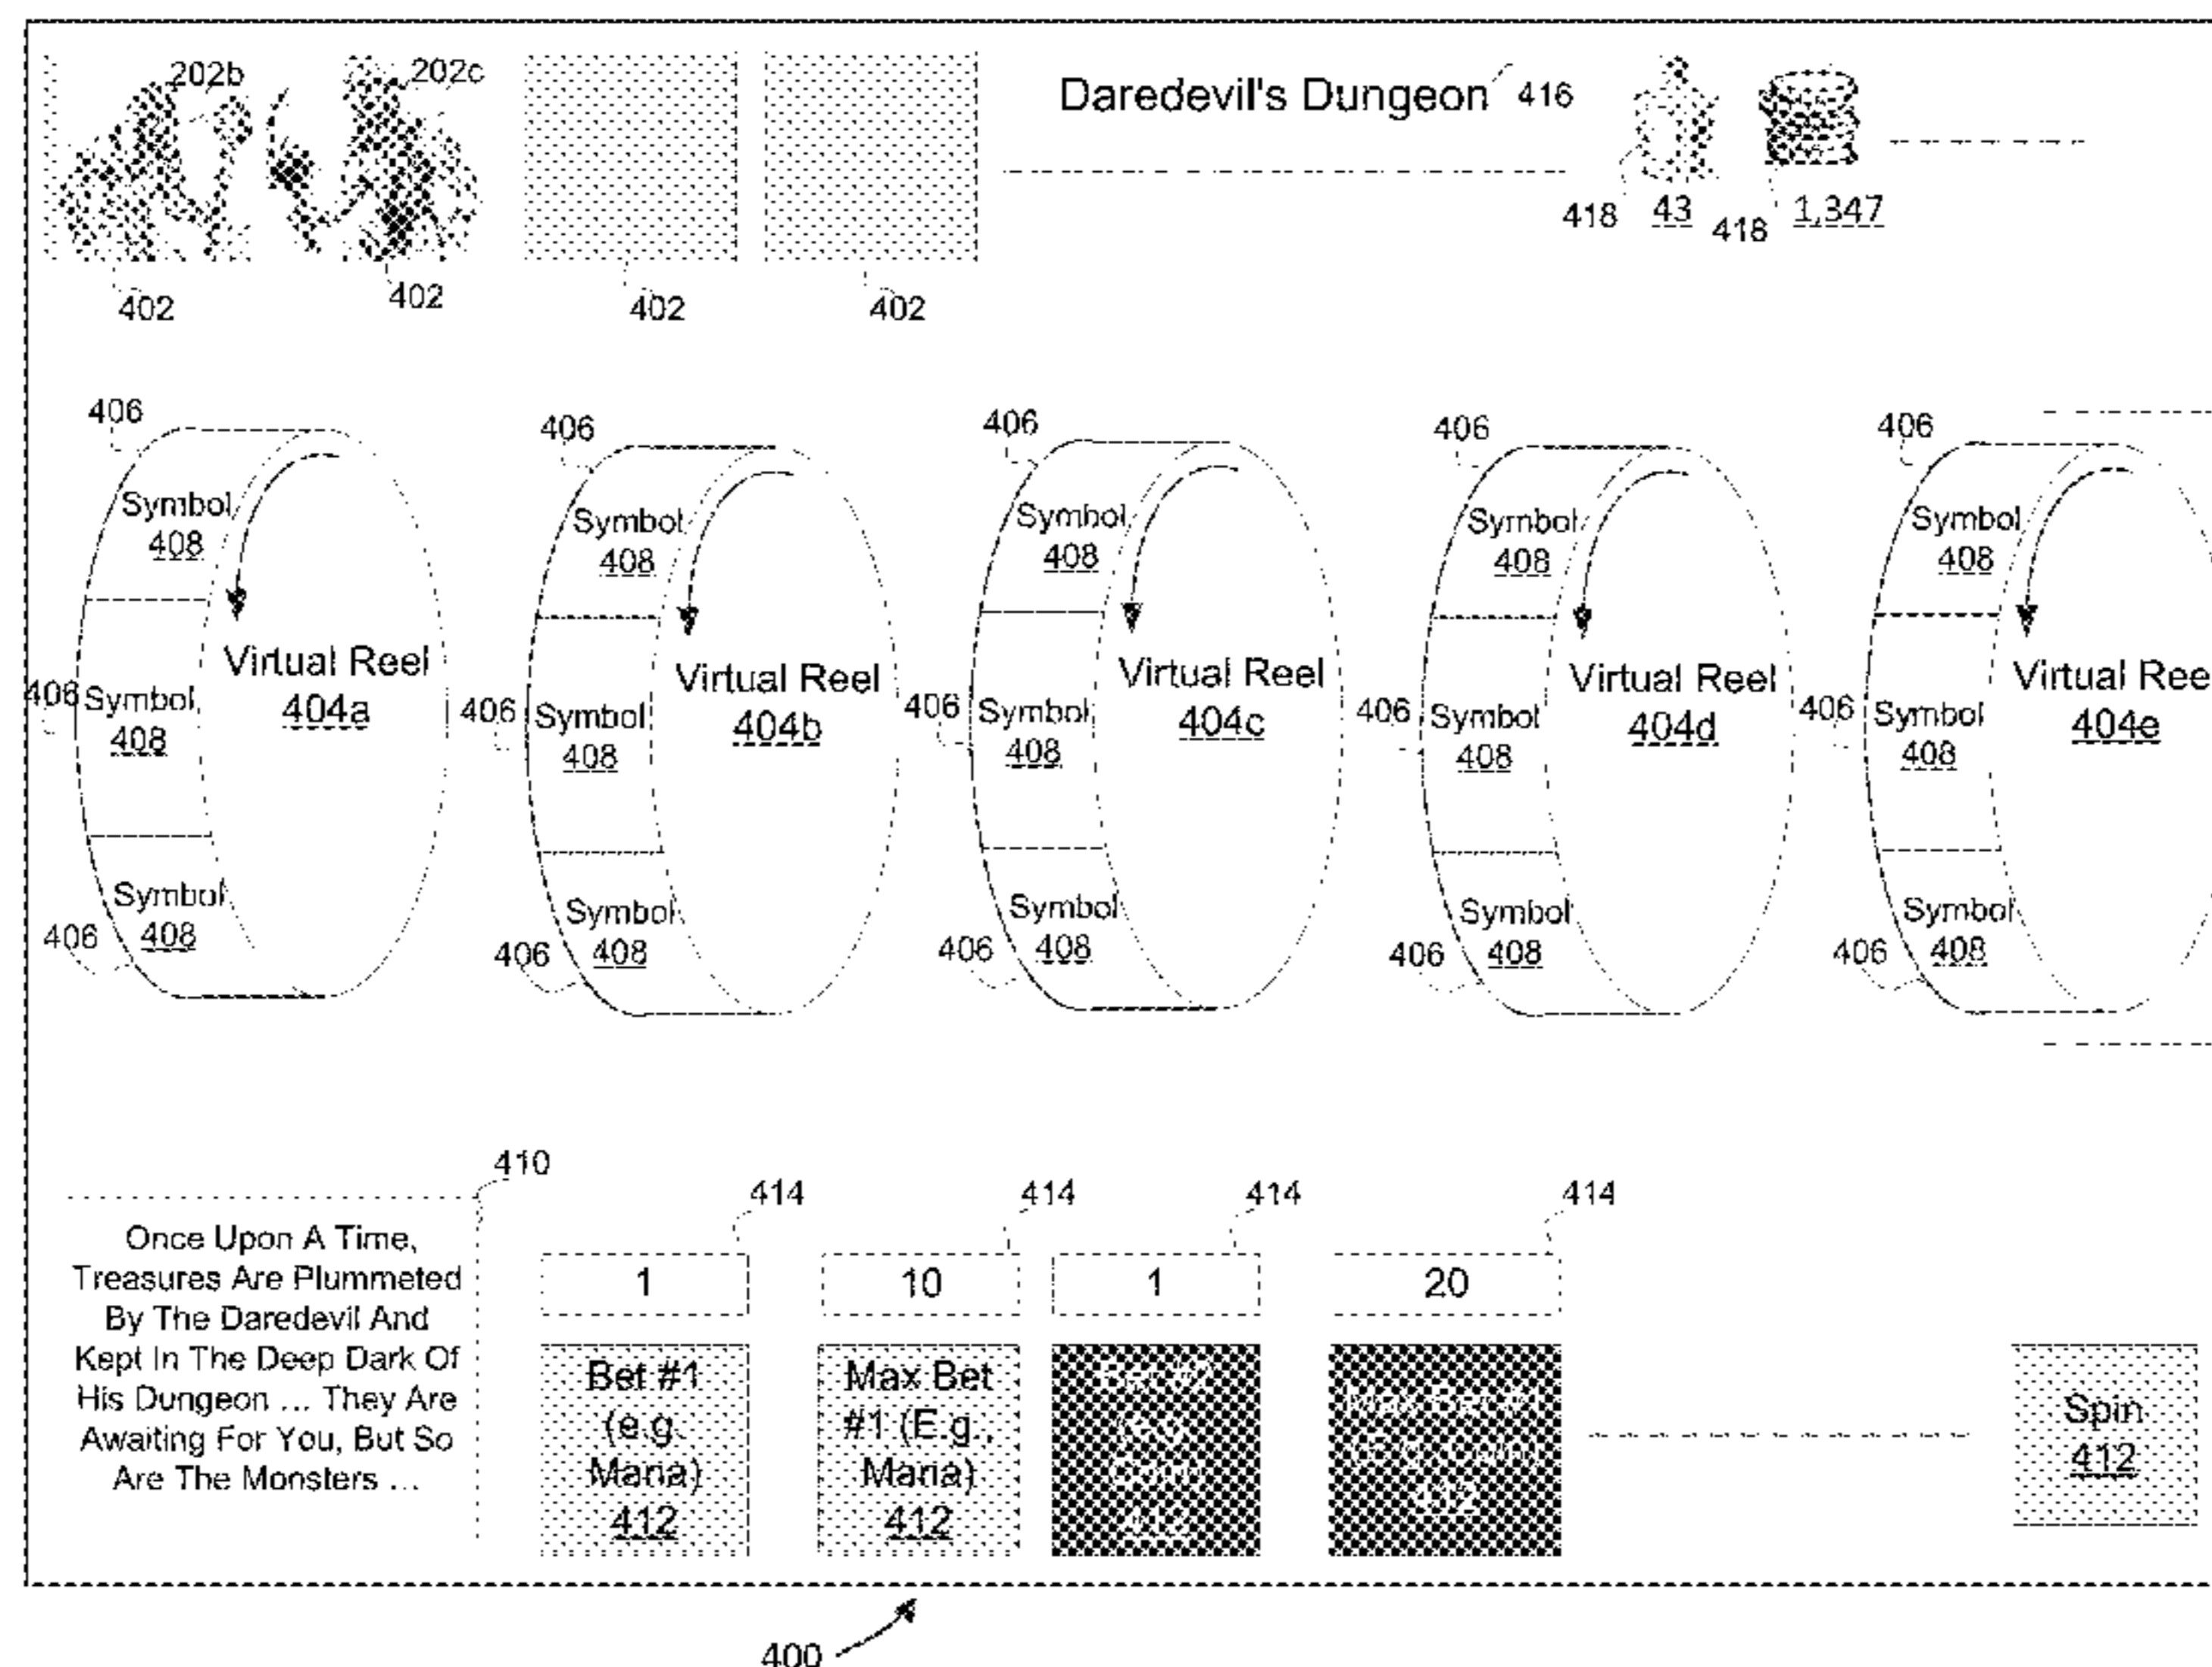 202b 202c
Daredevil's Dungeon 416
418 43 418 1,347
402 402 402 402
406 406 406 406 406
Symbol Symbol Symbol Symbol Symbol
408 408 408 408 408
Virtual Reel Virtual Reel Virtual Reel Virtual Reel Virtual Ree
404a 404b 404c 404d 404e
406 406 406 406 406
Symbol Symbol Symbol Symbol Symbol
408 408 408 408 408
Symbol Symbol Symbol Symbol Symbol
408 408 408 408 408
406 406 406 406 406
410
Once Upon A Time,
Treasures Are Plummeted
By The Daredevil And
Kept In The Deep Dark Of
His Dungeon ... They Are
Awaiting For You, But So
Are The Monsters ...
414 414 414 414
1 10 1 20
Bet #1
(e.g.
Mana)
412
Max Bet
#1 (E.g.,
Mana)
412
412
412
Spin
412
400